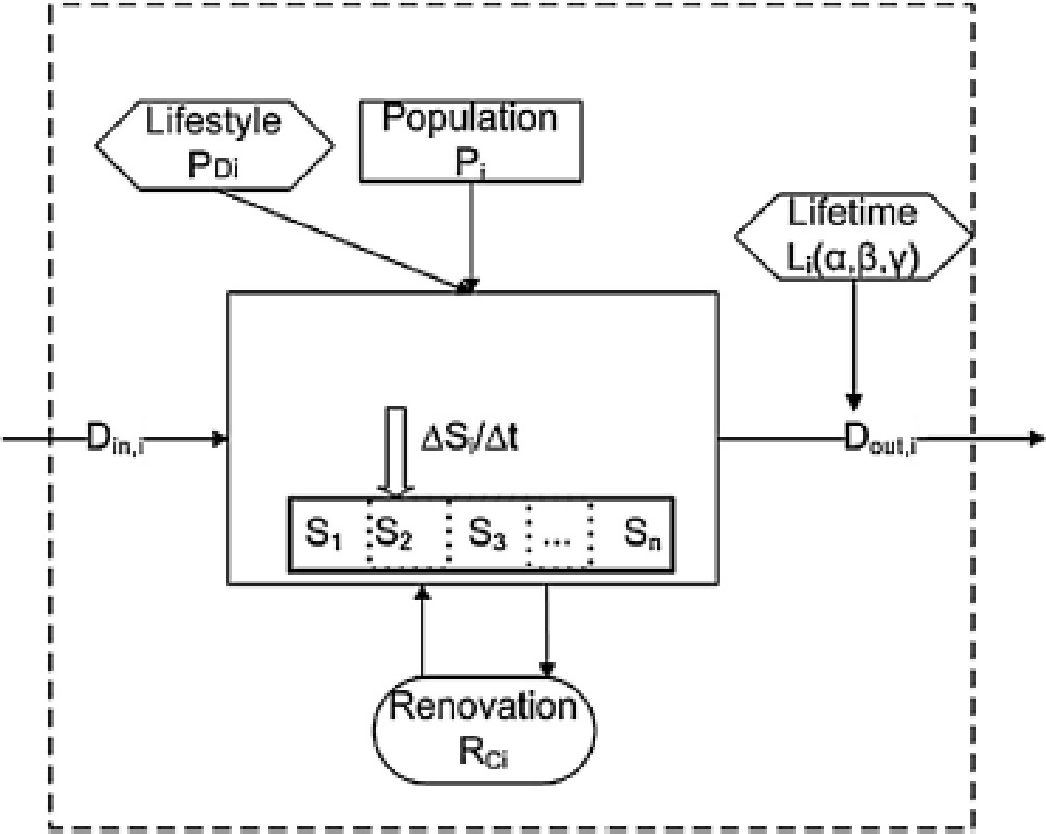 Lifestyle
PDi
Population
Pi
Lifetime
Li(α,β,γ)
Din,i
ΔSi/Δt
Dout,i
S1 S2 S3 ... Sn
Renovation
RCi